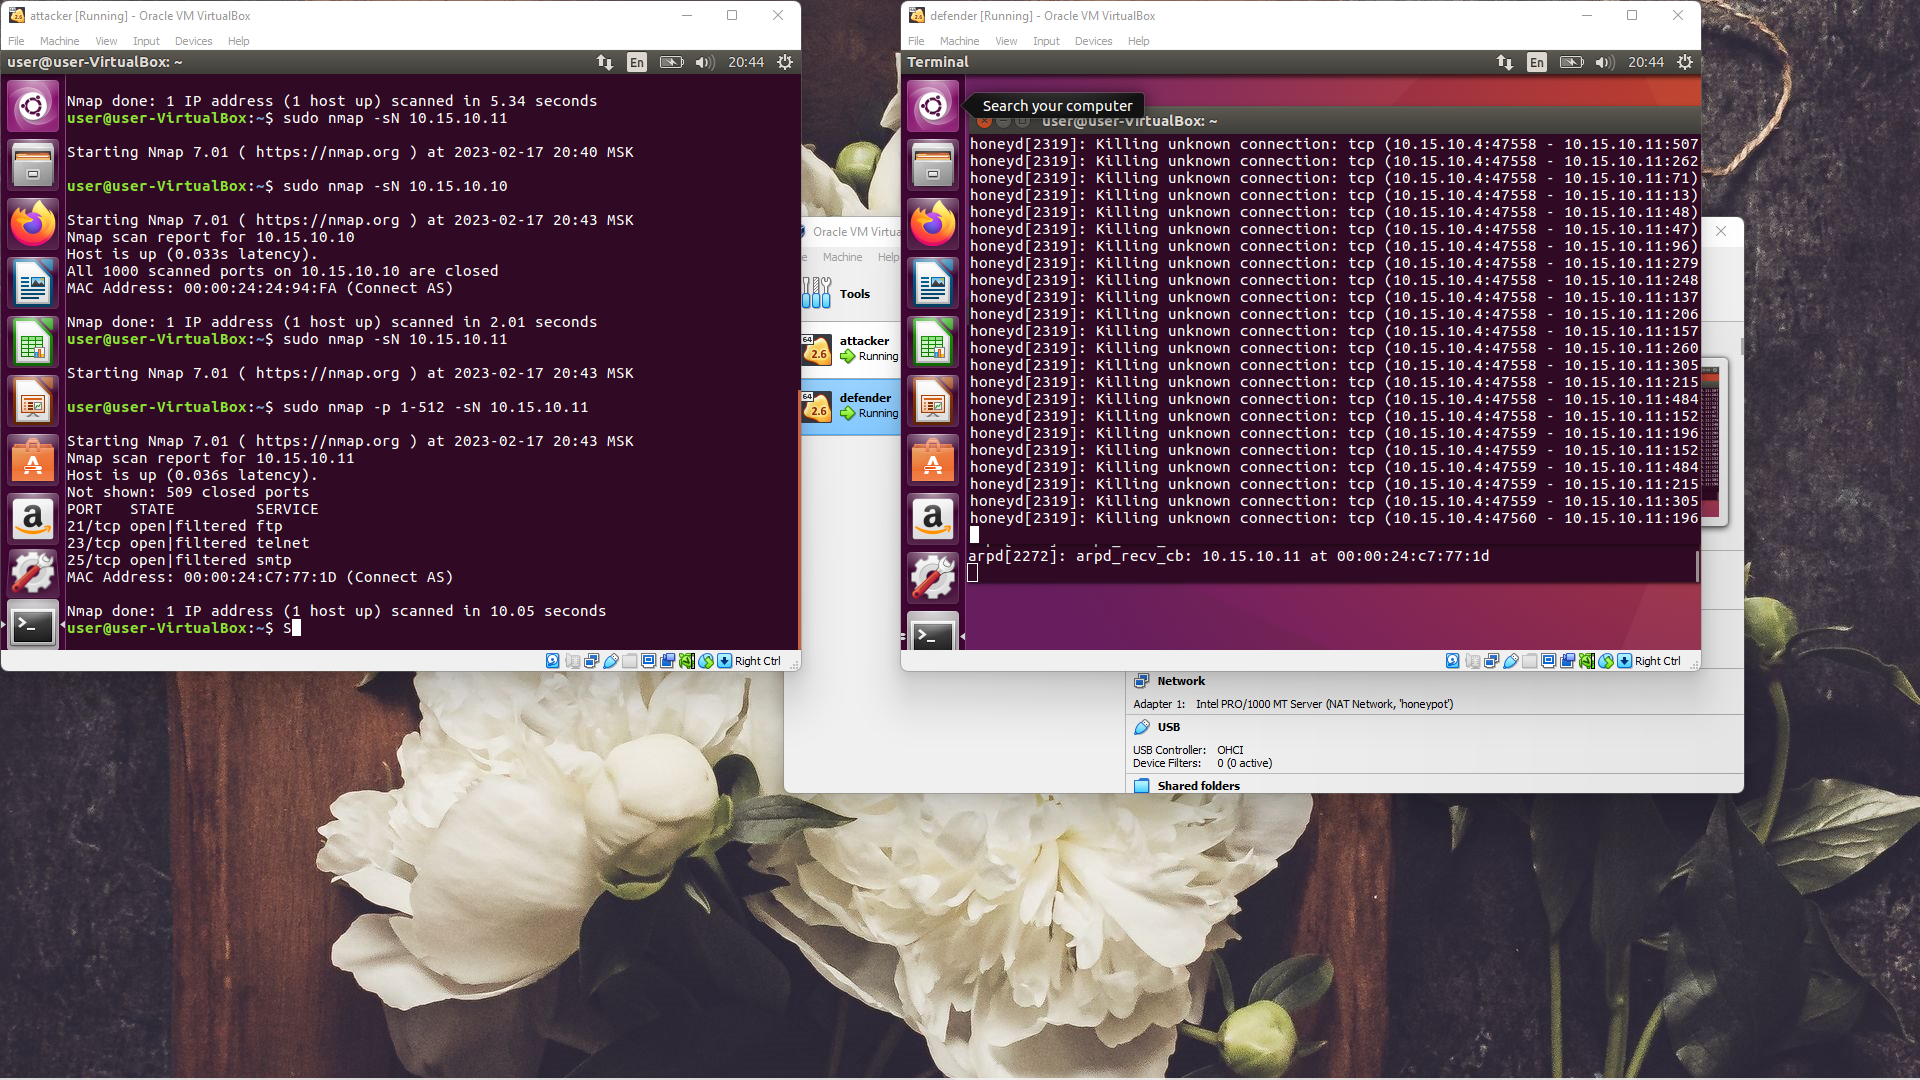 attacker [Running] - Oracle VM VirtualBox
File Machine View Input Devices Help
user@user-VirtualBox: ~
En
20:44
Nmap done: 1 IP address (1 host up) scanned in 5.34 seconds
user@user-VirtualBox:~$ sudo nmap -sN 10.15.10.11
Starting Nmap 7.01 ( https://nmap.org ) at 2023-02-17 20:40 MSK
user@user-VirtualBox:~$ sudo nmap -sN 10.15.10.10
Starting Nmap 7.01 ( https://nmap.org ) at 2023-02-17 20:43 MSK
Nmap scan report for 10.15.10.10
Host is up (0.033s latency).
All 1000 scanned ports on 10.15.10.10 are closed
MAC Address: 00:00:24:24:94:FA (Connect AS)
Nmap done: 1 IP address (1 host up) scanned in 2.01 seconds
user@user-VirtualBox:~$ sudo nmap -sN 10.15.10.11
Starting Nmap 7.01 ( https://nmap.org ) at 2023-02-17 20:43 MSK
user@user-VirtualBox:~$ sudo nmap -p 1-512 -sN 10.15.10.11
Starting Nmap 7.01 ( https://nmap.org ) at 2023-02-17 20:43 MSK
Nmap scan report for 10.15.10.11
Host is up (0.036s latency).
Not shown: 509 closed ports
PORT STATE SERVICE
21/tcp open|filtered ftp
23/tcp open|filtered telnet
25/tcp open|filtered smtp
MAC Address: 00:00:24:C7:77:1D (Connect AS)
Nmap done: 1 IP address (1 host up) scanned in 10.05 seconds
user@user-VirtualBox:~$ S
Right Ctrl
Oracle VM Virtua
e Machine Help
Tools
64
2.6
attacker
Running
64
2.6
defender
Running
defender [Running] - Oracle VM VirtualBox
File Machine View Input Devices Help
Terminal
En
20:44
Search your computer
user@user-VirtualBox: ~
honeyd[2319]: Killing unknown connection: tcp (10.15.10.4:47558 - 10.15.10.11:507
honeyd[2319]: Killing unknown connection: tcp (10.15.10.4:47558 - 10.15.10.11:262
honeyd[2319]: Killing unknown connection: tcp (10.15.10.4:47558 - 10.15.10.11:71)
honeyd[2319]: Killing unknown connection: tcp (10.15.10.4:47558 - 10.15.10.11:13)
honeyd[2319]: Killing unknown connection: tcp (10.15.10.4:47558 - 10.15.10.11:48)
honeyd[2319]: Killing unknown connection: tcp (10.15.10.4:47558 - 10.15.10.11:47)
honeyd[2319]: Killing unknown connection: tcp (10.15.10.4:47558 - 10.15.10.11:96)
honeyd[2319]: Killing unknown connection: tcp (10.15.10.4:47558 - 10.15.10.11:279
honeyd[2319]: Killing unknown connection: tcp (10.15.10.4:47558 - 10.15.10.11:248
honeyd[2319]: Killing unknown connection: tcp (10.15.10.4:47558 - 10.15.10.11:137
honeyd[2319]: Killing unknown connection: tcp (10.15.10.4:47558 - 10.15.10.11:206
honeyd[2319]: Killing unknown connection: tcp (10.15.10.4:47558 - 10.15.10.11:157
honeyd[2319]: Killing unknown connection: tcp (10.15.10.4:47558 - 10.15.10.11:260
honeyd[2319]: Killing unknown connection: tcp (10.15.10.4:47558 - 10.15.10.11:305
honeyd[2319]: Killing unknown connection: tcp (10.15.10.4:47558 - 10.15.10.11:215
honeyd[2319]: Killing unknown connection: tcp (10.15.10.4:47558 - 10.15.10.11:484
honeyd[2319]: Killing unknown connection: tcp (10.15.10.4:47558 - 10.15.10.11:152
honeyd[2319]: Killing unknown connection: tcp (10.15.10.4:47559 - 10.15.10.11:196
honeyd[2319]: Killing unknown connection: tcp (10.15.10.4:47559 - 10.15.10.11:152
honeyd[2319]: Killing unknown connection: tcp (10.15.10.4:47559 - 10.15.10.11:484
honeyd[2319]: Killing unknown connection: tcp (10.15.10.4:47559 - 10.15.10.11:215
honeyd[2319]: Killing unknown connection: tcp (10.15.10.4:47559 - 10.15.10.11:305
honeyd[2319]: Killing unknown connection: tcp (10.15.10.4:47560 - 10.15.10.11:196
arpd[2272]: arpd_recv_cb: 10.15.10.11 at 00:00:24:c7:77:1d
Right Ctrl
Network
Adapter 1: Intel PRO/1000 MT Server (NAT Network, 'honeypot')
USB
USB Controller: OHCI
Device Filters: 0 (0 active)
Shared folders